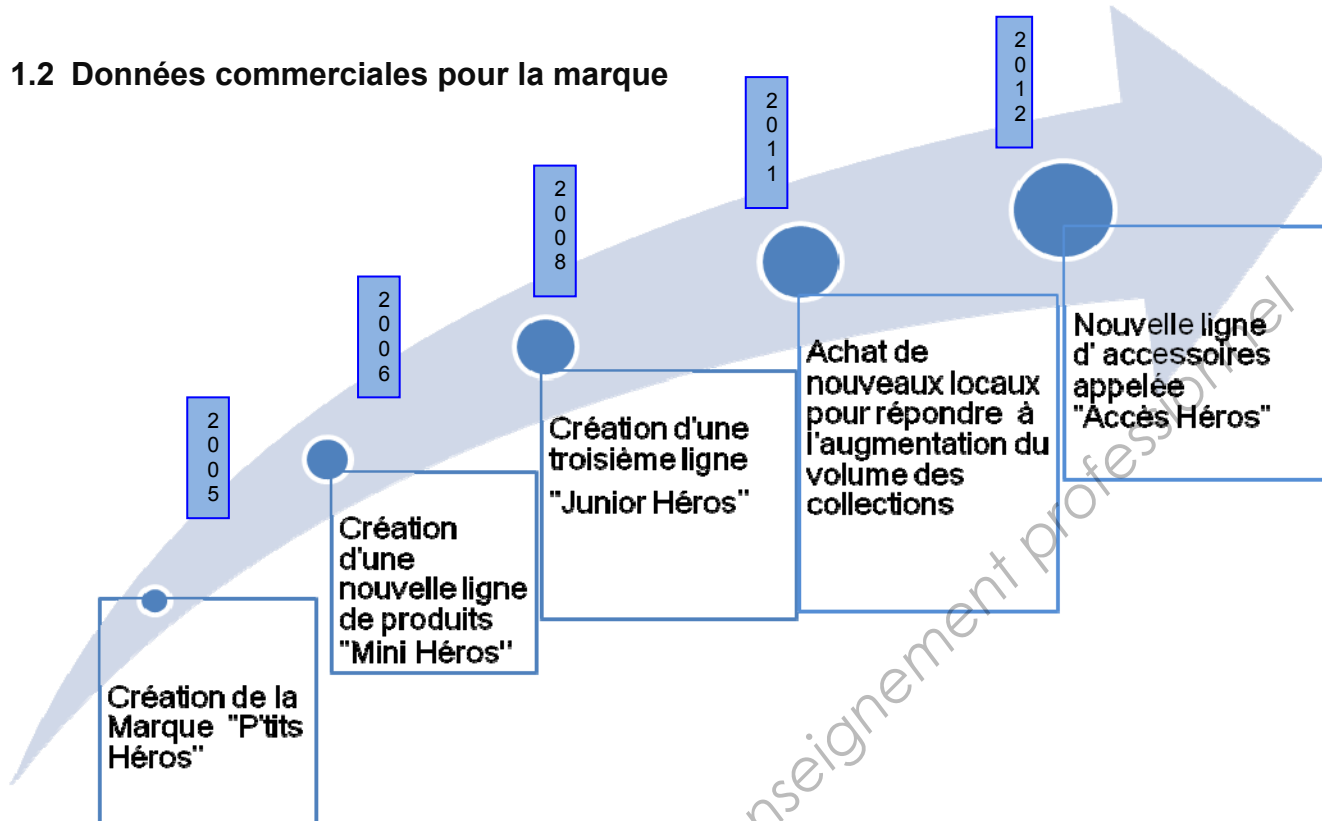 1.2 Données commerciales pour la marque
2005
Création de la
Marque "P'tits
Héros"
2006
Création
d'une
nouvelle ligne
de produits
"Mini Héros"
2008
Création d'une
troisième ligne
"Junior Héros"
2011
Achat de
nouveaux locaux
pour répondre à
l'augmentation du
volume des
collections
2012
Nouvelle ligne
d' accessoires
appelée
"Accès Héros"
nseignement professionnel